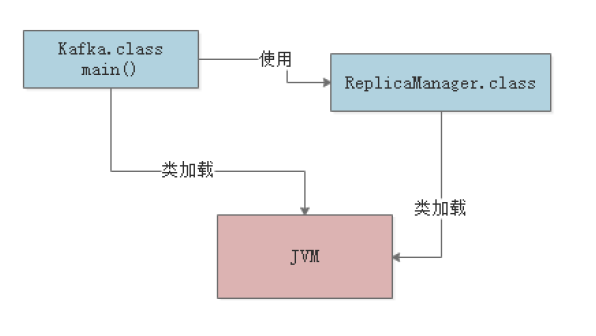 Kafka.class
main()
使用
ReplicaManager.class
类加载
类加载
JVM